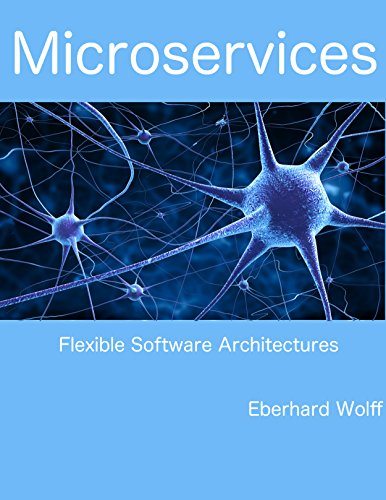 Microservices
Flexible Software Architectures
Eberhard Wolff